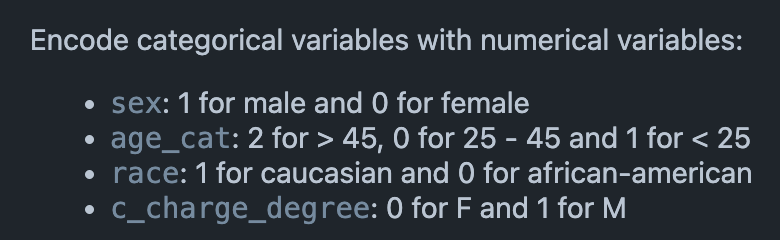 Encode categorical variables with numerical variables:
• sex: 1 for male and 0 for female
• age_cat: 2 for > 45, 0 for 25 - 45 and 1 for < 25
• race: 1 for caucasian and 0 for african-american
• c_charge_degree: 0 for F and 1 for M